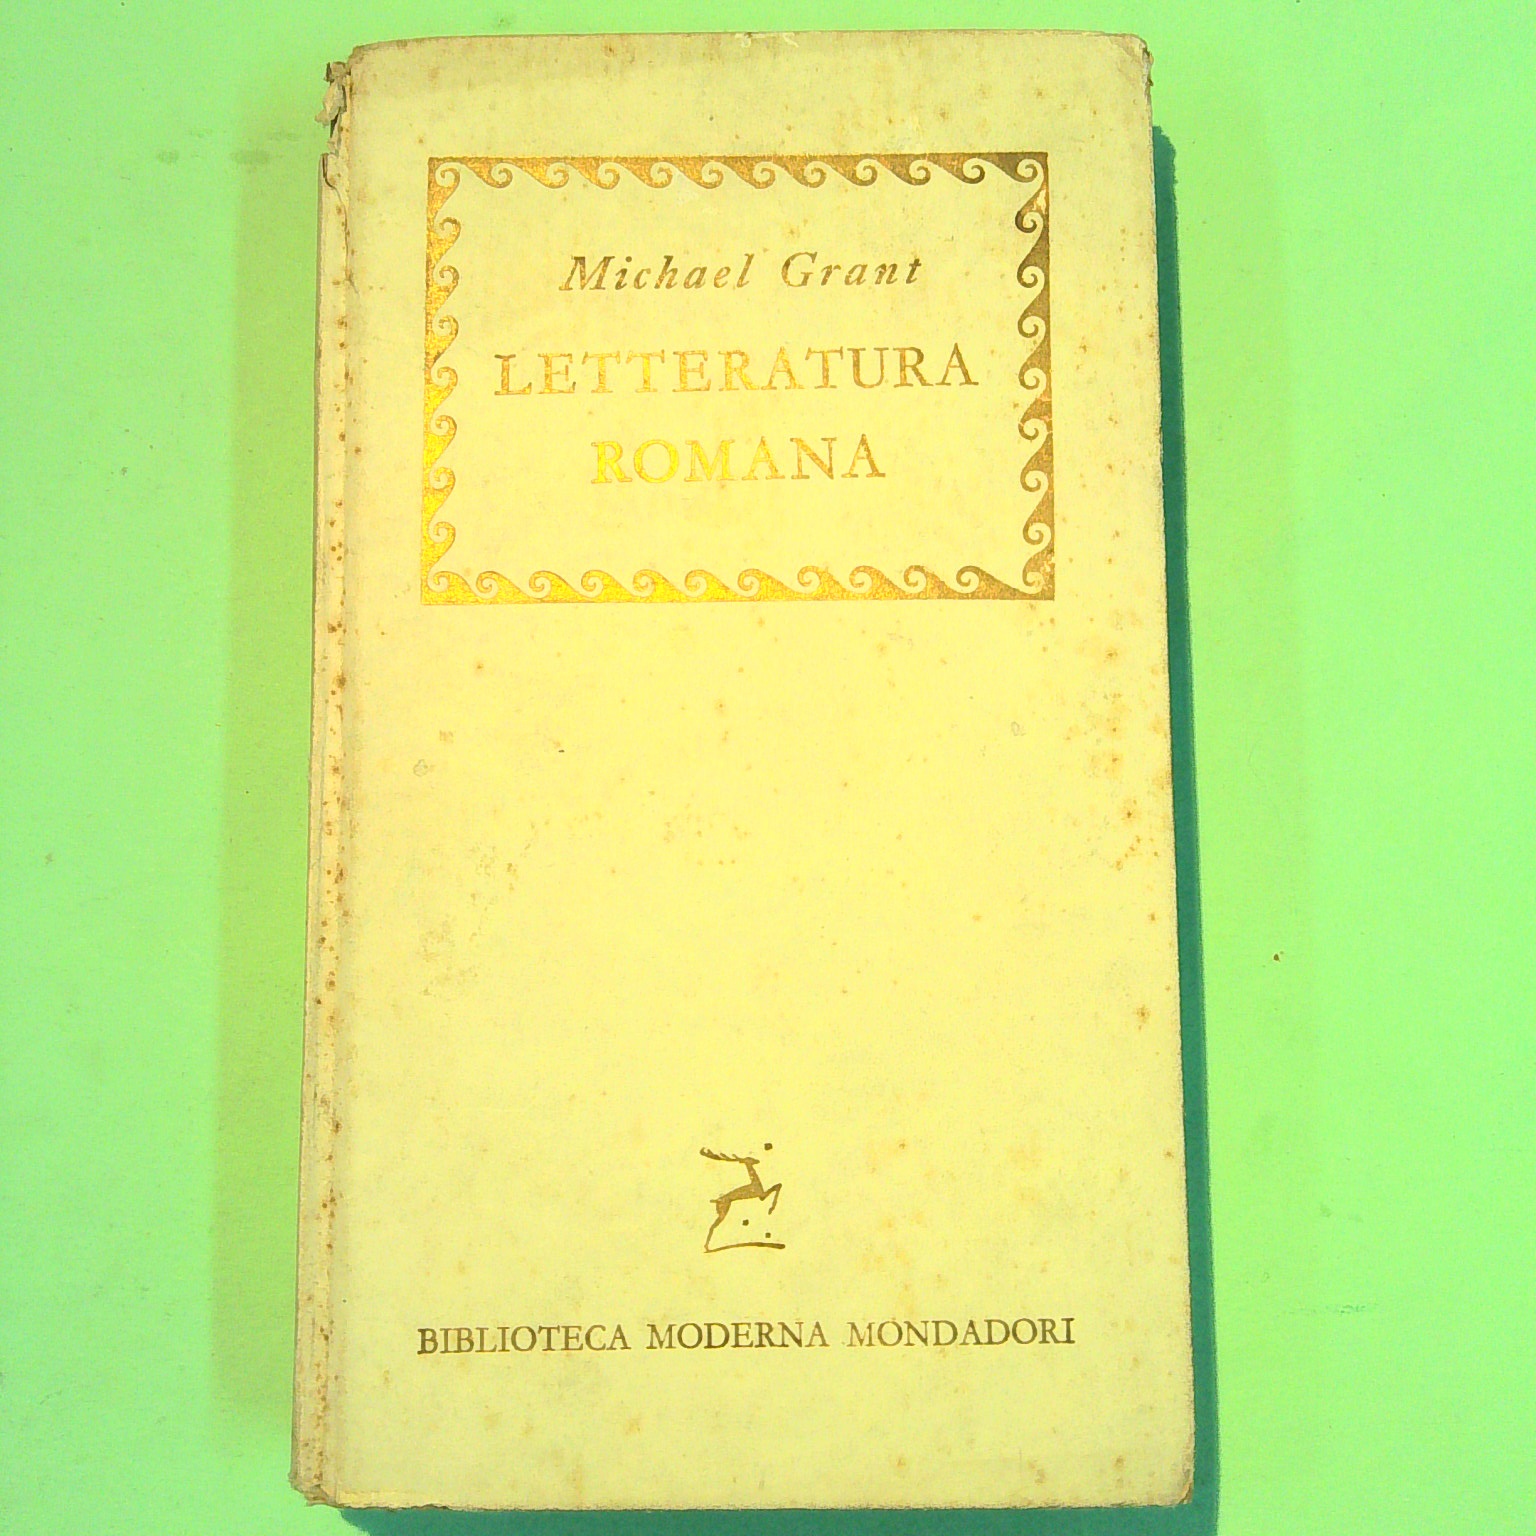 Michael Grant
LETTERATURA
ROMANA
BIBLIOTECA MODERNA MONDADORI